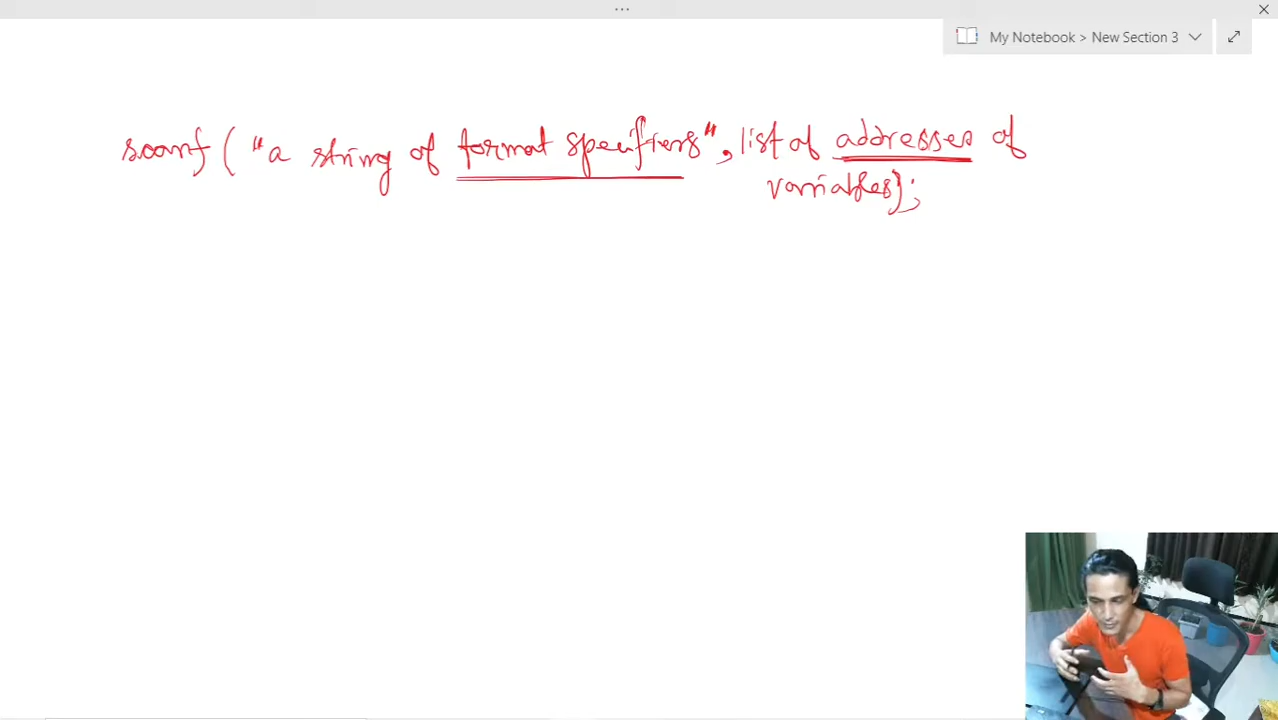 My Notebook > New Section 3
scanf ( "a string of format specifiers", list of addresses of
variables);